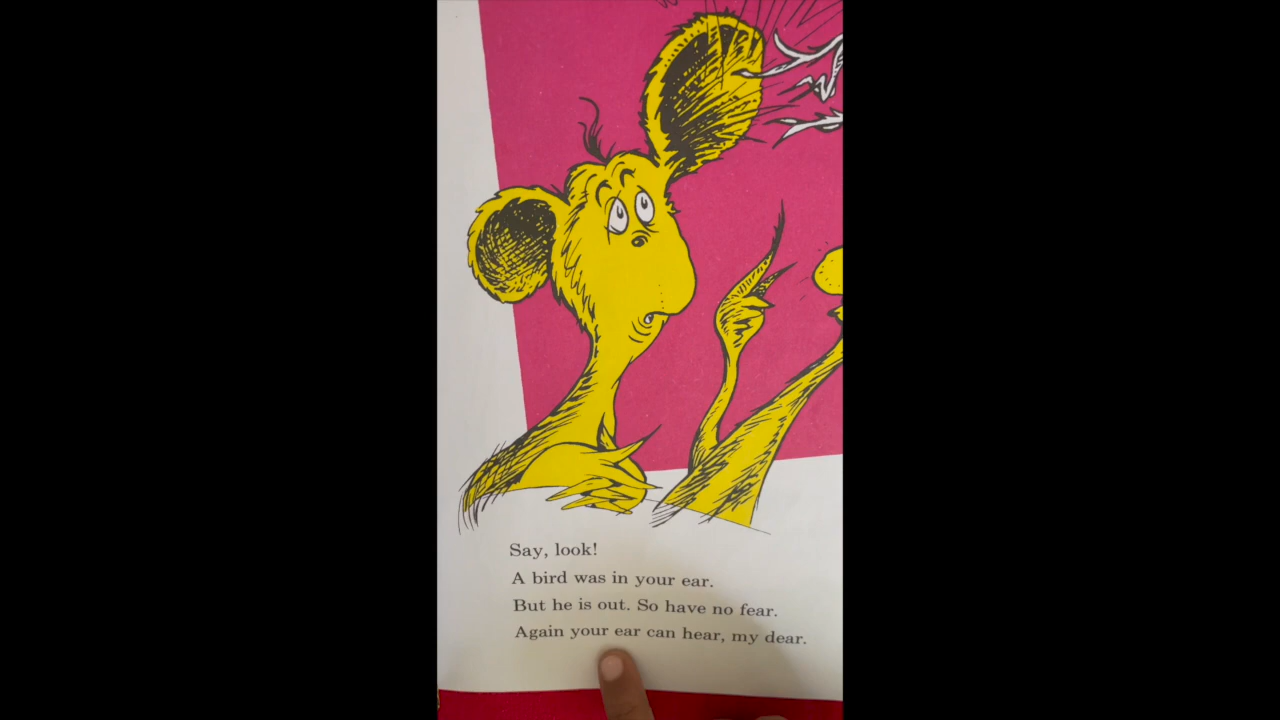 Say, look!
A bird was in your ear.
But he is out. So have no fear.
Again your ear can hear, my dear.